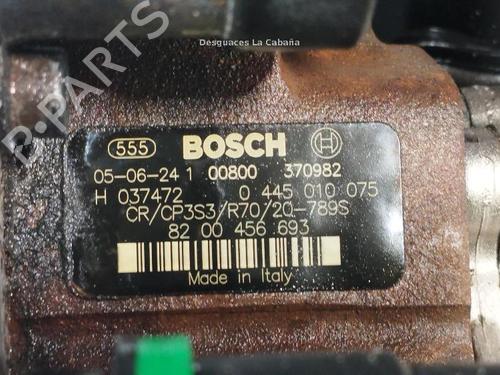 Desguaces La Cabaña
B-PARTS
555 BOSCH
05-06-24 1 00800 370982
H 037472 0 445 010 075
CR/CP3S3/R70/20-789S
82 00 456 693
Made in Italy